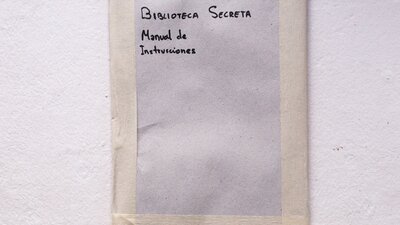 BIBLIOTECA SECRETA
Manual de
Instrucciones